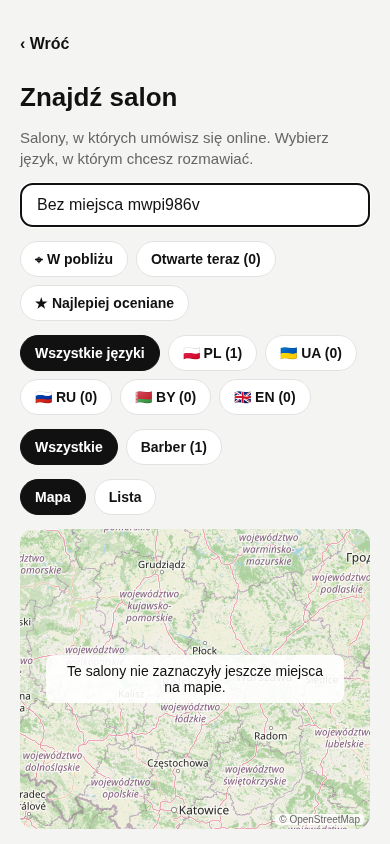 ‹ Wróć
Znajdź salon
Salony, w których umówisz się online. Wybierz
język, w którym chcesz rozmawiać.
Bez miejsca mwpi986v
⌖ W pobliżu
Otwarte teraz (0)
★ Najlepiej oceniane
Wszystkie języki
🇵🇱 PL (1)
🇺🇦 UA (0)
🇷🇺 RU (0)
🇧🇾 BY (0)
🇬🇧 EN (0)
Wszystkie
Barber (1)
Mapa
Lista
województwo
warmińsko-
mazurskie
Grudziądz
Грод
województwo
podlaskie
województwo
kujawsko-
pomorskie
Płock
województwo
Te salony nie zaznaczyły jeszcze miejsca
na mapie.
województwo
łódzkie
Radom
województwo
lubelskie
województwo
dolnośląskie
Częstochowa
województwo
świętokrzyskie
województwo
opolskie
Katowice
© OpenStreetMap